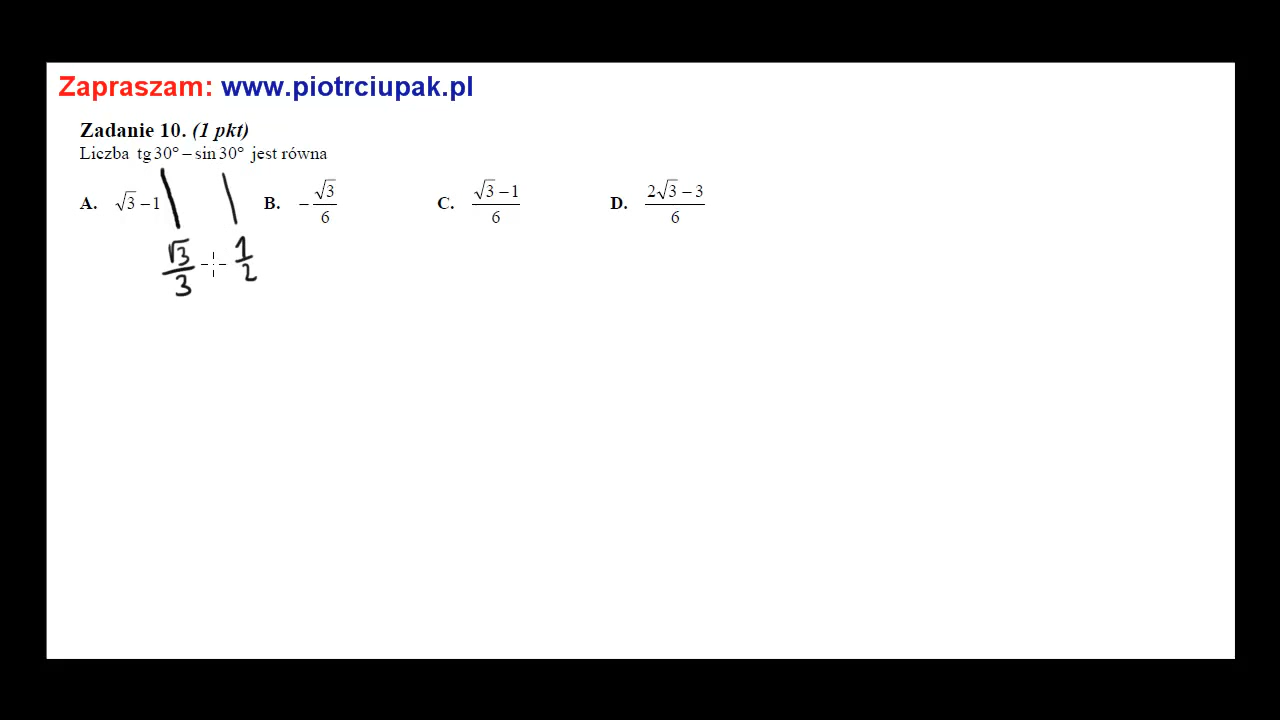 Zapraszam: www.piotrciupak.pl
Zadanie 10. (1 pkt)
Liczba tg 30° – sin 30° jest równa
A. √3 – 1 B. – √3/6 C. (√3 – 1)/6 D. (2√3 – 3)/6
√3/3 - 1/2